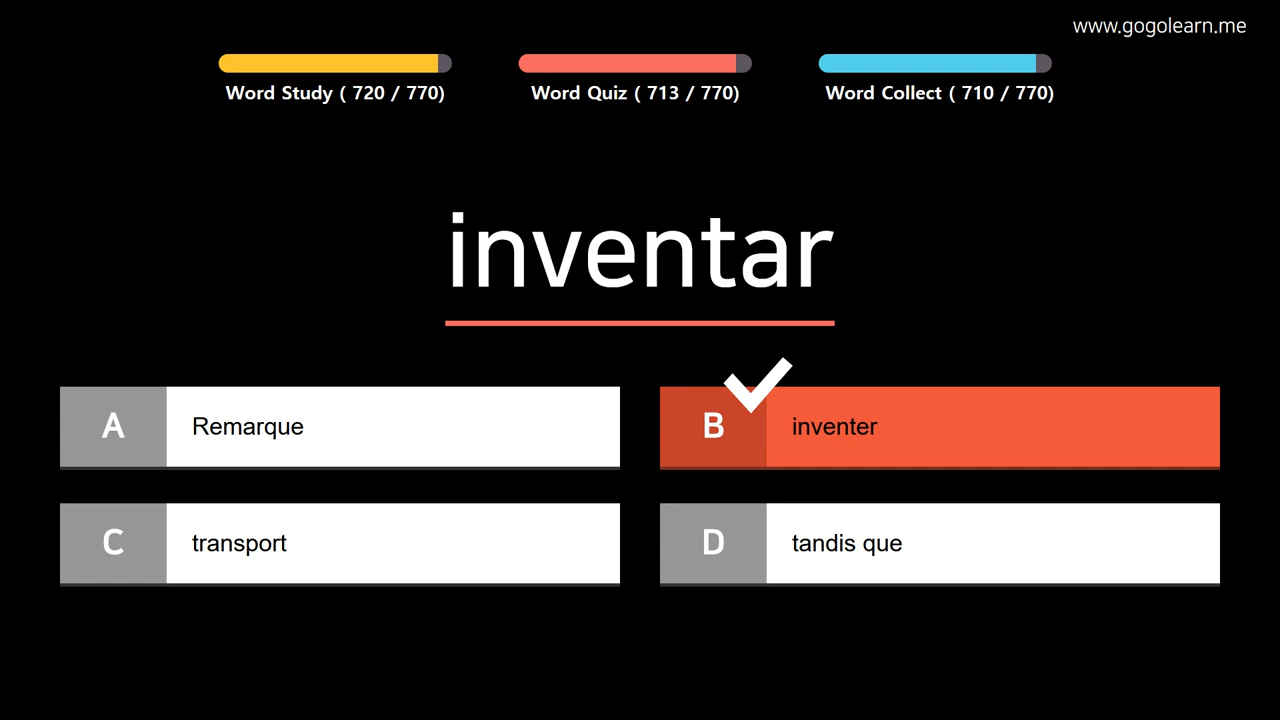 www.gogolearn.me
Word Study ( 720 / 770)
Word Quiz ( 713 / 770)
Word Collect ( 710 / 770)
inventar
A
Remarque
B
inventer
C
transport
D
tandis que